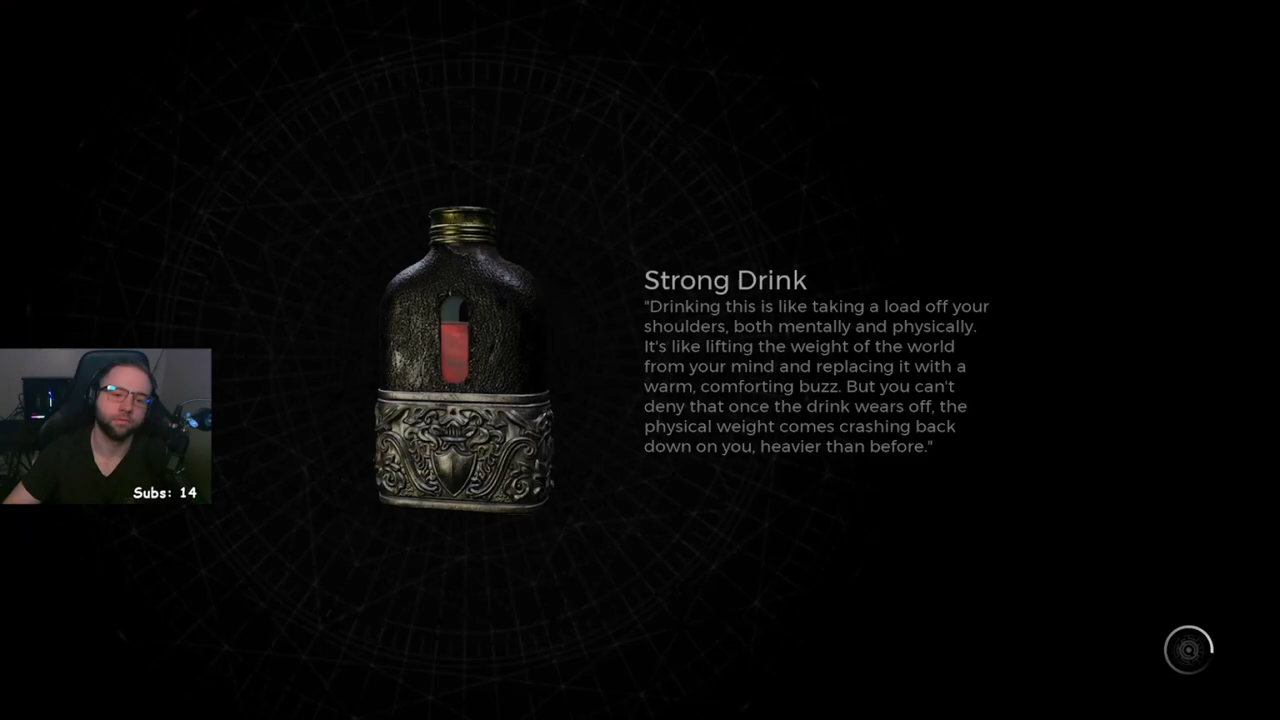 Strong Drink
"Drinking this is like taking a load off your
shoulders, both mentally and physically.
It's like lifting the weight of the world
from your mind and replacing it with a
warm, comforting buzz. But you can't
deny that once the drink wears off, the
physical weight comes crashing back
down on you, heavier than before."
Subs: 14